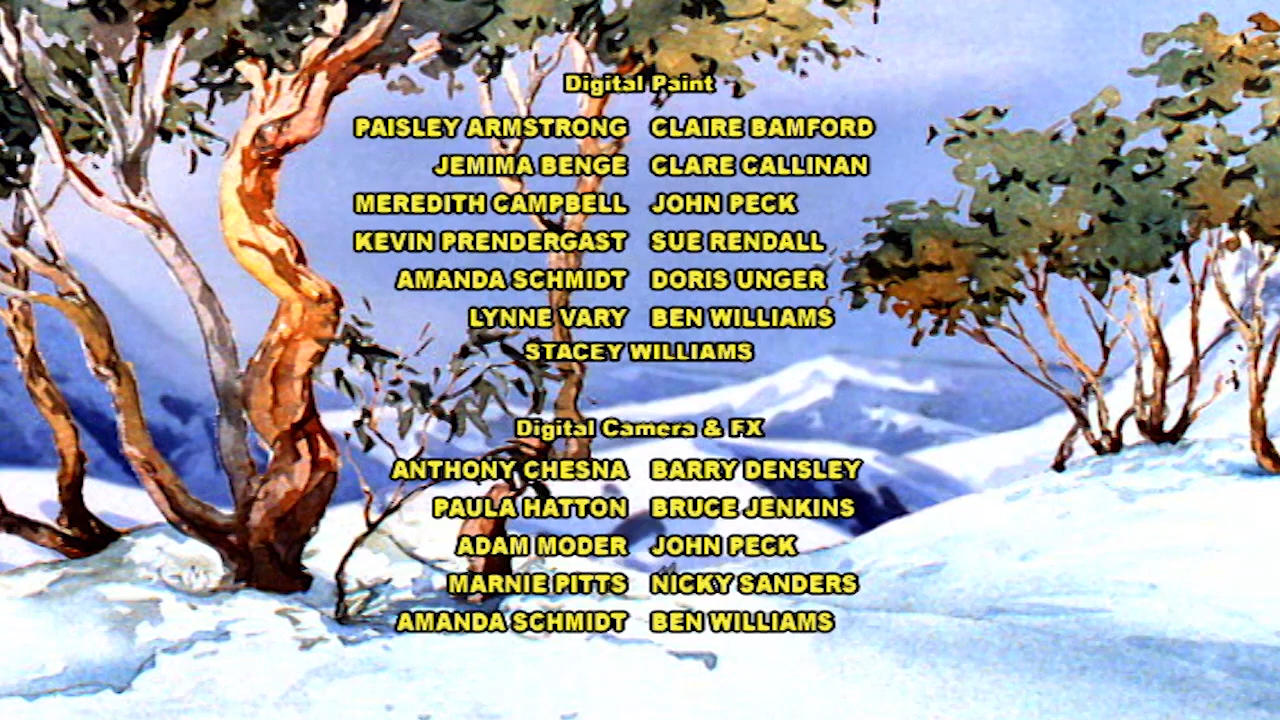 Digital Paint
PAISLEY ARMSTRONG CLAIRE BAMFORD
JEMIMA BENGE CLARE CALLINAN
MEREDITH CAMPBELL JOHN PECK
KEVIN PRENDERGAST SUE RENDALL
AMANDA SCHMIDT DORIS UNGER
LYNNE VARY BEN WILLIAMS
STACEY WILLIAMS
Digital Camera & FX
ANTHONY CHESNA BARRY DENSLEY
PAULA HATTON BRUCE JENKINS
ADAM MODER JOHN PECK
MARNIE PITTS NICKY SANDERS
AMANDA SCHMIDT BEN WILLIAMS